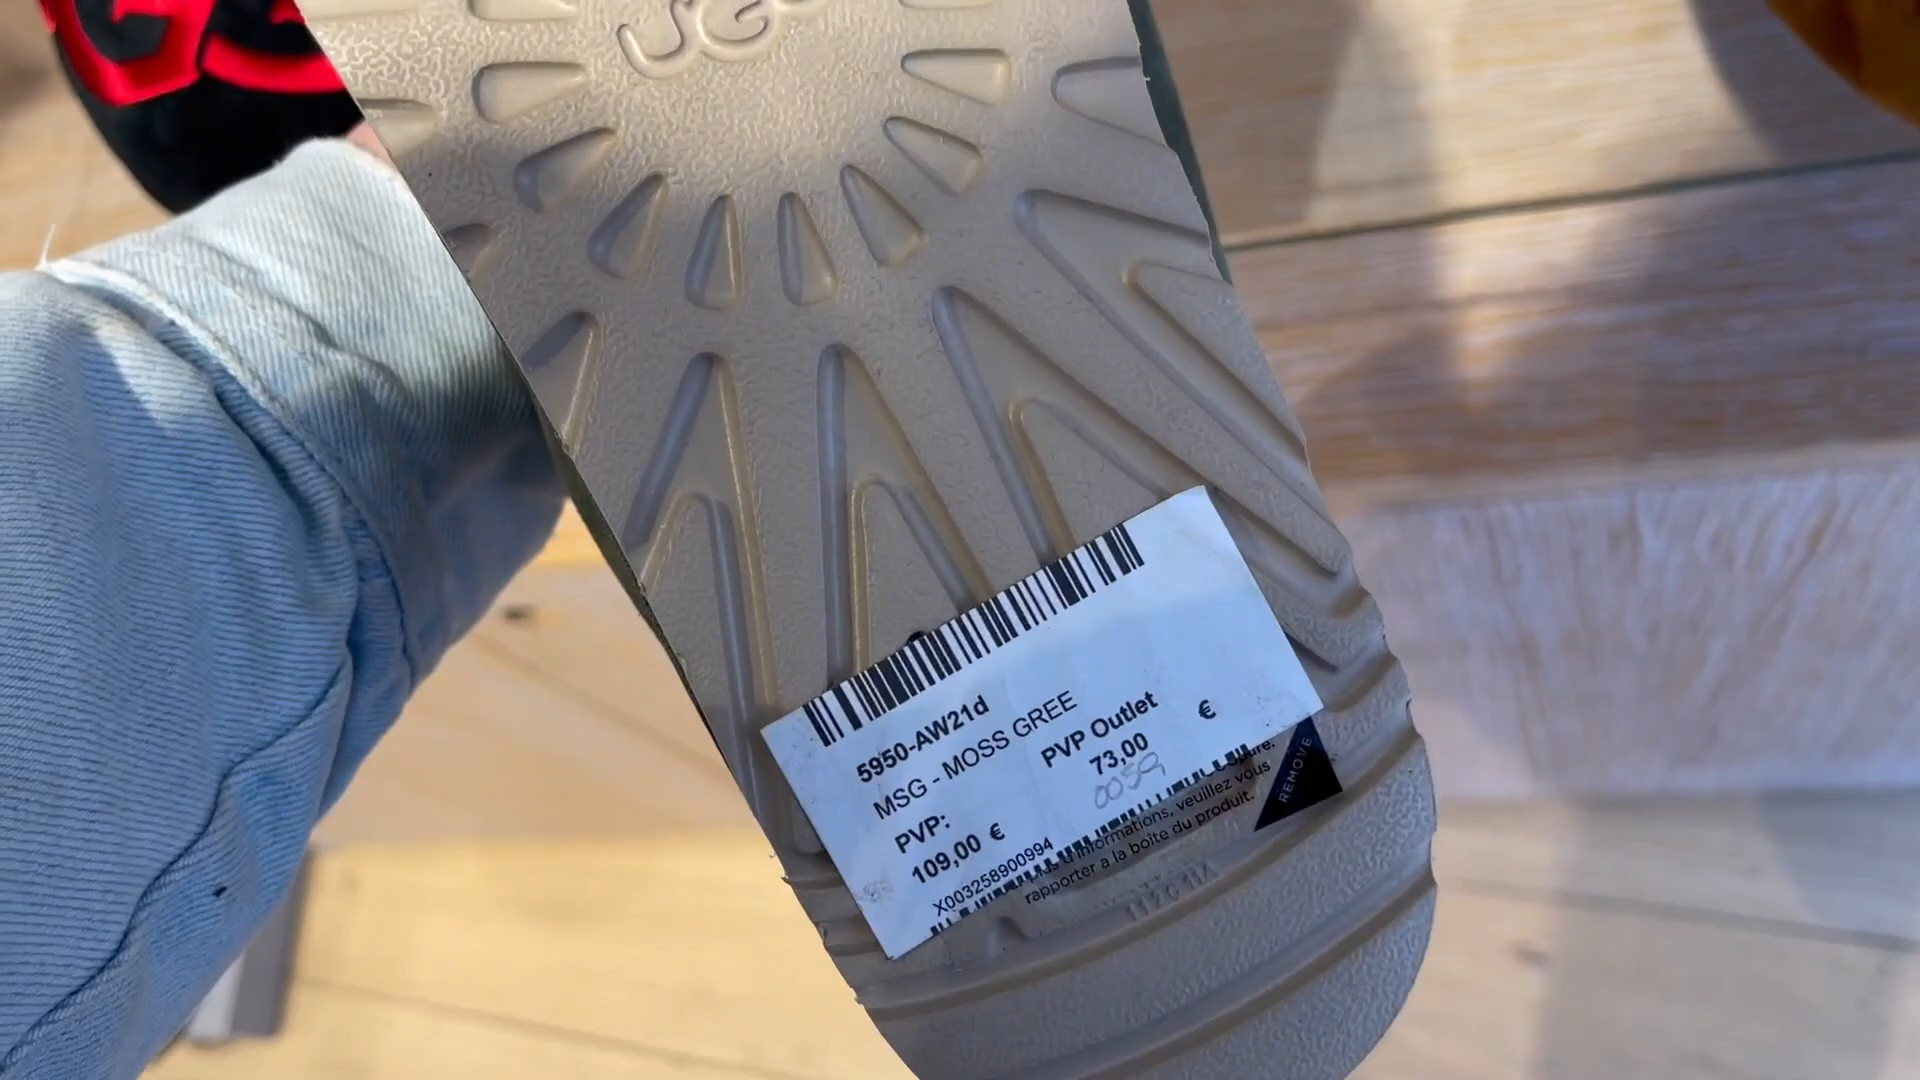 UGG
5950-AW21d
MSG - MOSS GREE
PVP:
109,00 €
PVP Outlet
73,00
€
0059
X003258900994
d'informations, veuillez vous
rapporter a la boîte du produit.
REMOVE